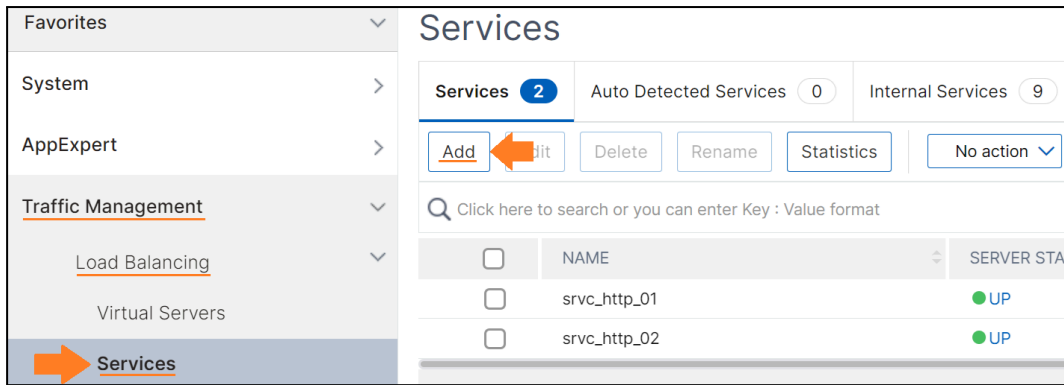 Favorites
System
AppExpert
Traffic Management
Load Balancing
Virtual Servers
Services
Services
Services 2 Auto Detected Services 0 Internal Services 9
Add Delete Rename Statistics No action
Click here to search or you can enter Key : Value format
NAME SERVER STA
srvc_http_01 UP
srvc_http_02 UP